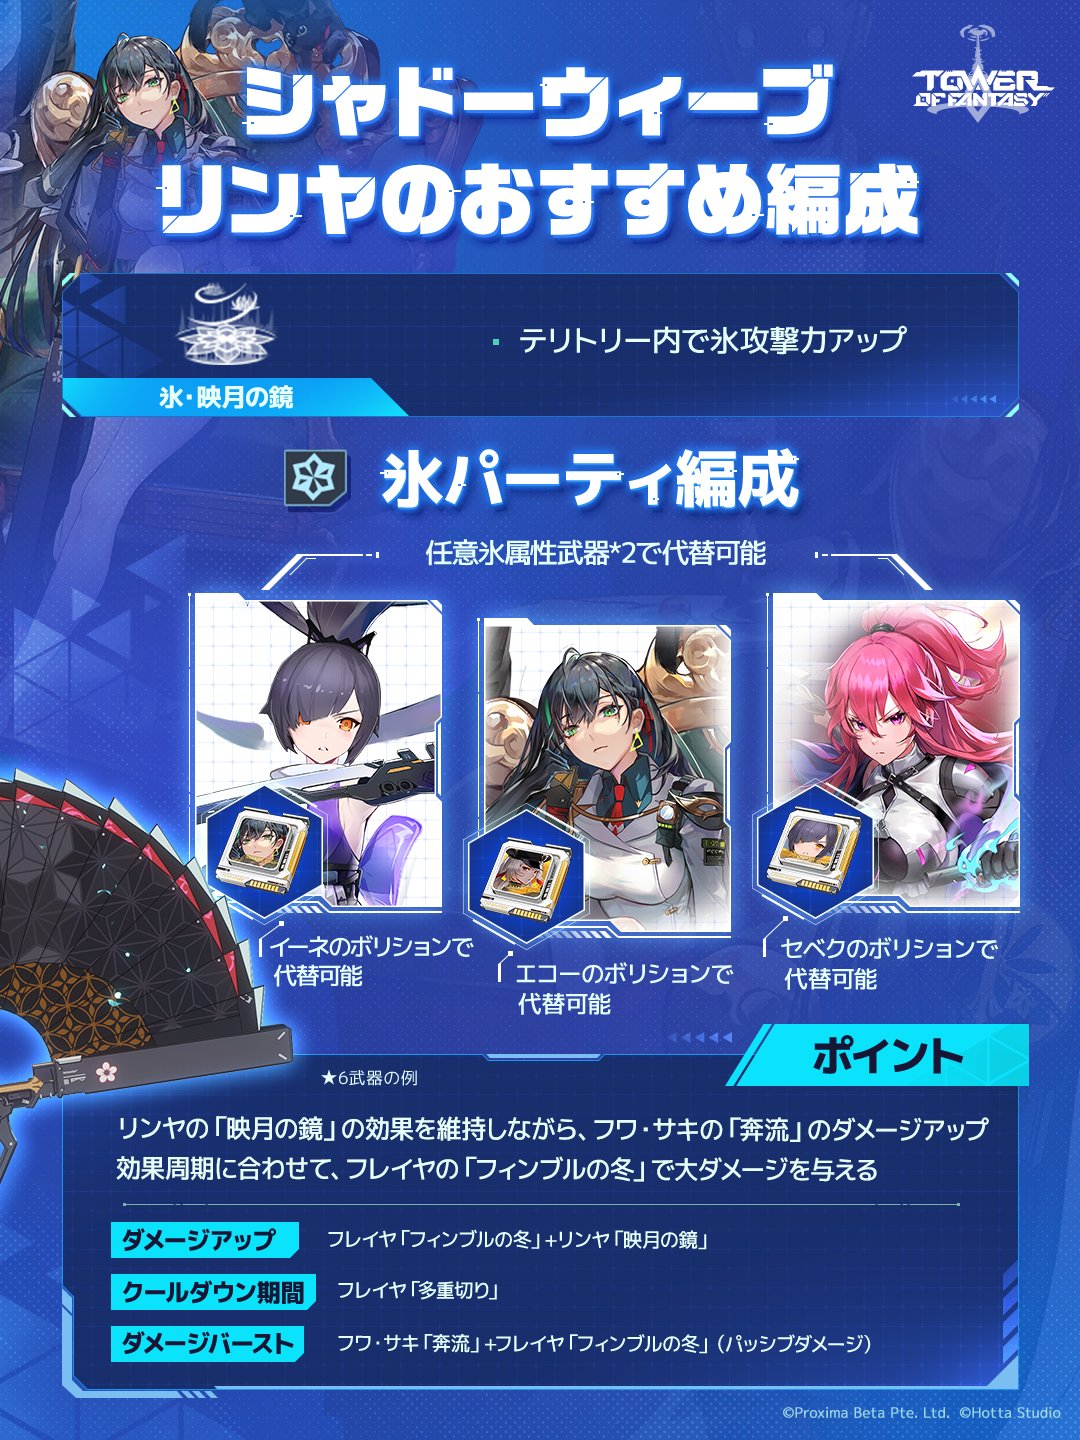 シャドーウィーブ
TOWER
OF FANTASY
リンヤのおすすめ編成
・テリトリー内で氷攻撃力アップ
氷・映月の鏡
氷パーティ編成
任意氷属性武器*2で代替可能
イーネのボリションで
代替可能
エコーのボリションで
代替可能
セベクのボリションで
代替可能
ポイント
★6武器の例
リンヤの「映月の鏡」の効果を維持しながら、フワ・サキの「奔流」のダメージアップ
効果周期に合わせて、フレイヤの「フィンブルの冬」で大ダメージを与える
ダメージアップ フレイヤ「フィンブルの冬」+リンヤ「映月の鏡」
クールダウン期間 フレイヤ「多重切り」
ダメージバースト フワ・サキ「奔流」+フレイヤ「フィンブルの冬」（パッシブダメージ）
©Proxima Beta Pte. Ltd. ©Hotta Studio